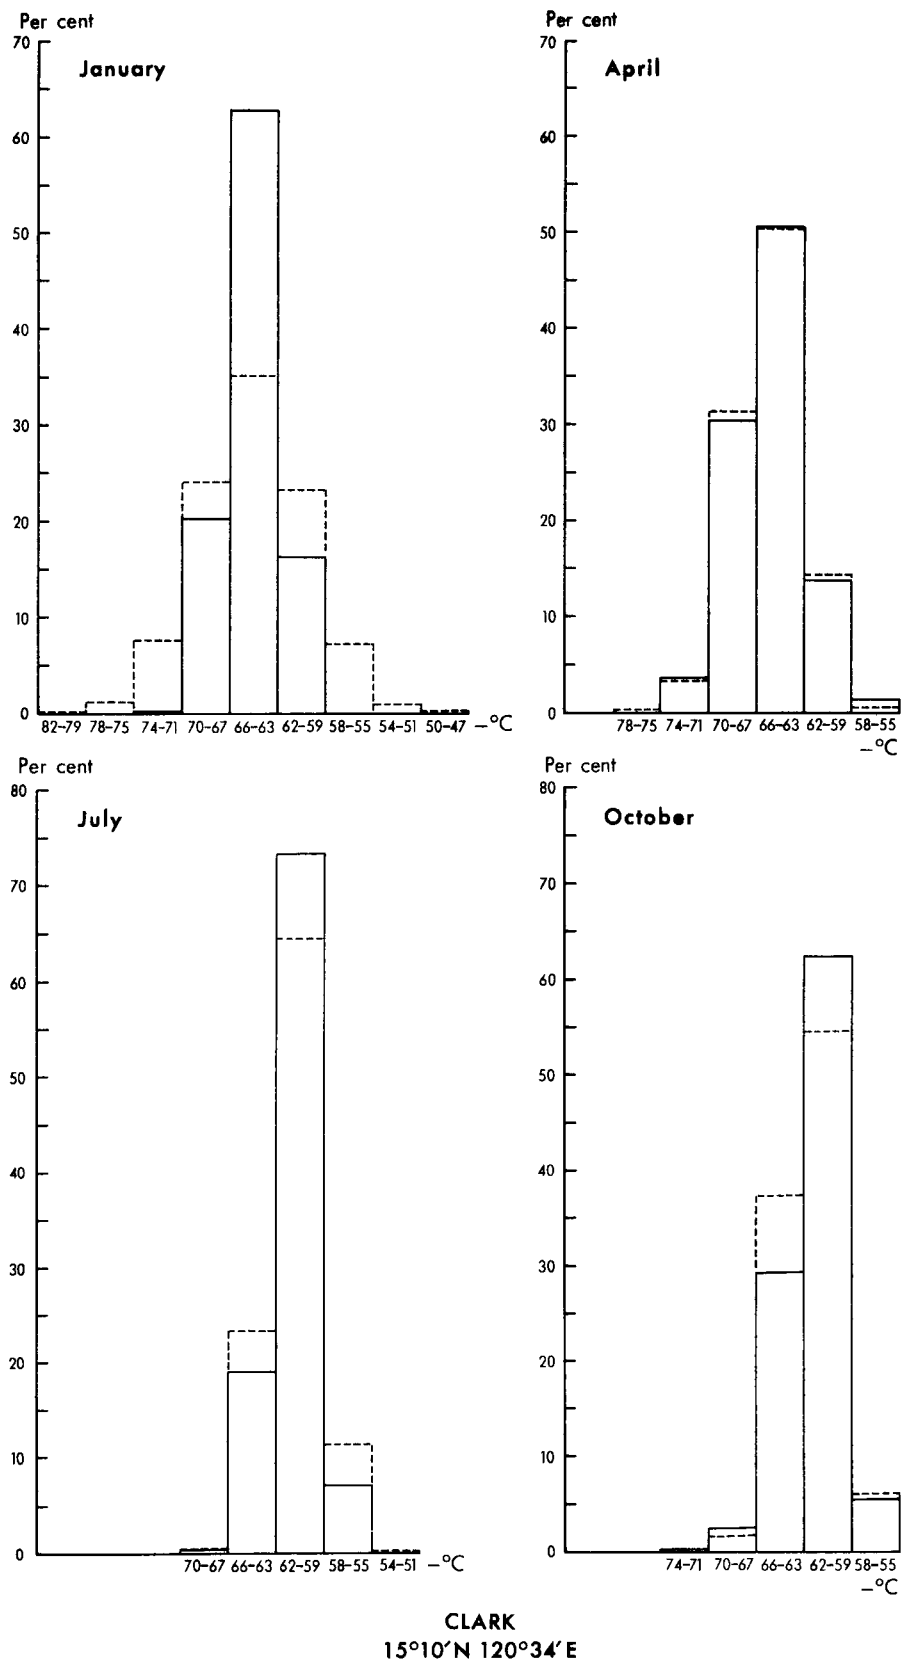 Per cent
70
January
60
50
40
30
20
10
0
82–79 78–75 74–71 70–67 66–63 62–59 58–55 54–51 50–47 –°C
Per cent
70
April
60
50
40
30
20
10
0
78–75 74–71 70–67 66–63 62–59 58–55
–°C
Per cent
80
July
70
60
50
40
30
20
10
0
70–67 66–63 62–59 58–55 54–51 –°C
Per cent
80
October
70
60
50
40
30
20
10
0
74–71 70–67 66–63 62–59 58–55
–°C
CLARK
15°10′N 120°34′E